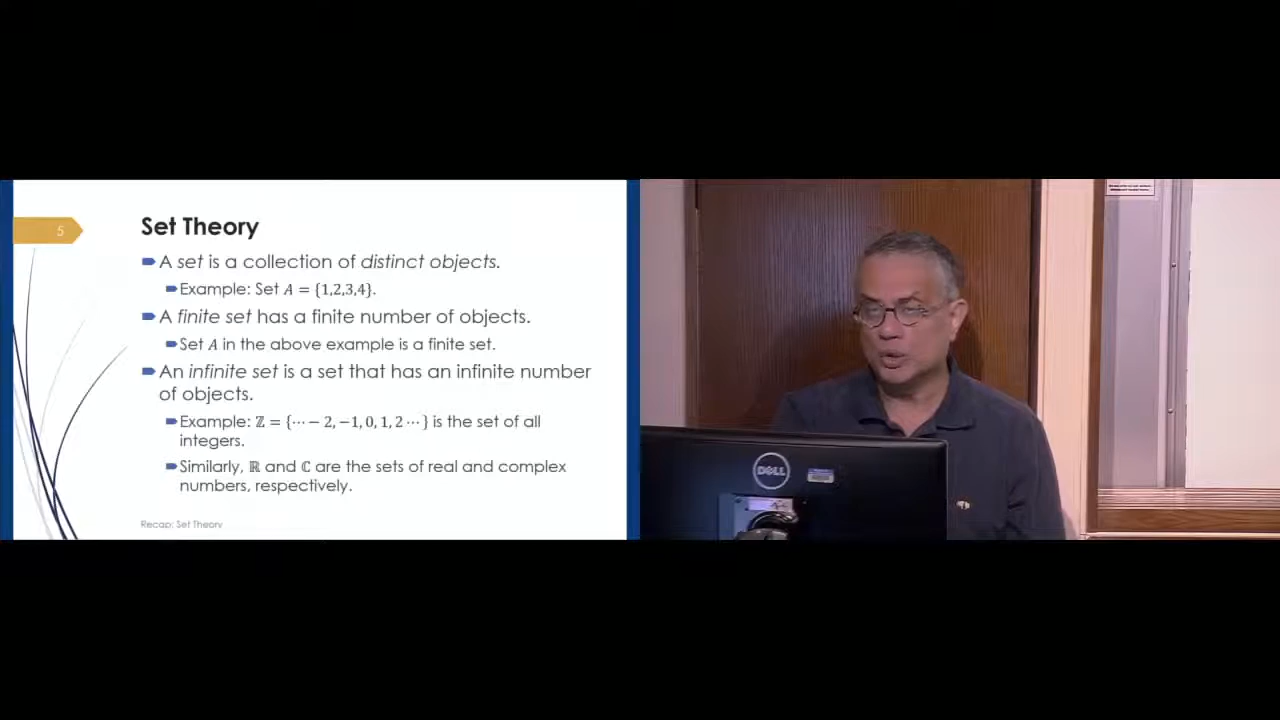 5
Set Theory
A set is a collection of distinct objects.
Example: Set A = {1,2,3,4}.
A finite set has a finite number of objects.
Set A in the above example is a finite set.
An infinite set is a set that has an infinite number
of objects.
Example: ℤ = {⋯ − 2, −1, 0, 1, 2 ⋯ } is the set of all
integers.
Similarly, ℝ and ℂ are the sets of real and complex
numbers, respectively.
Recap: Set Theory
DELL